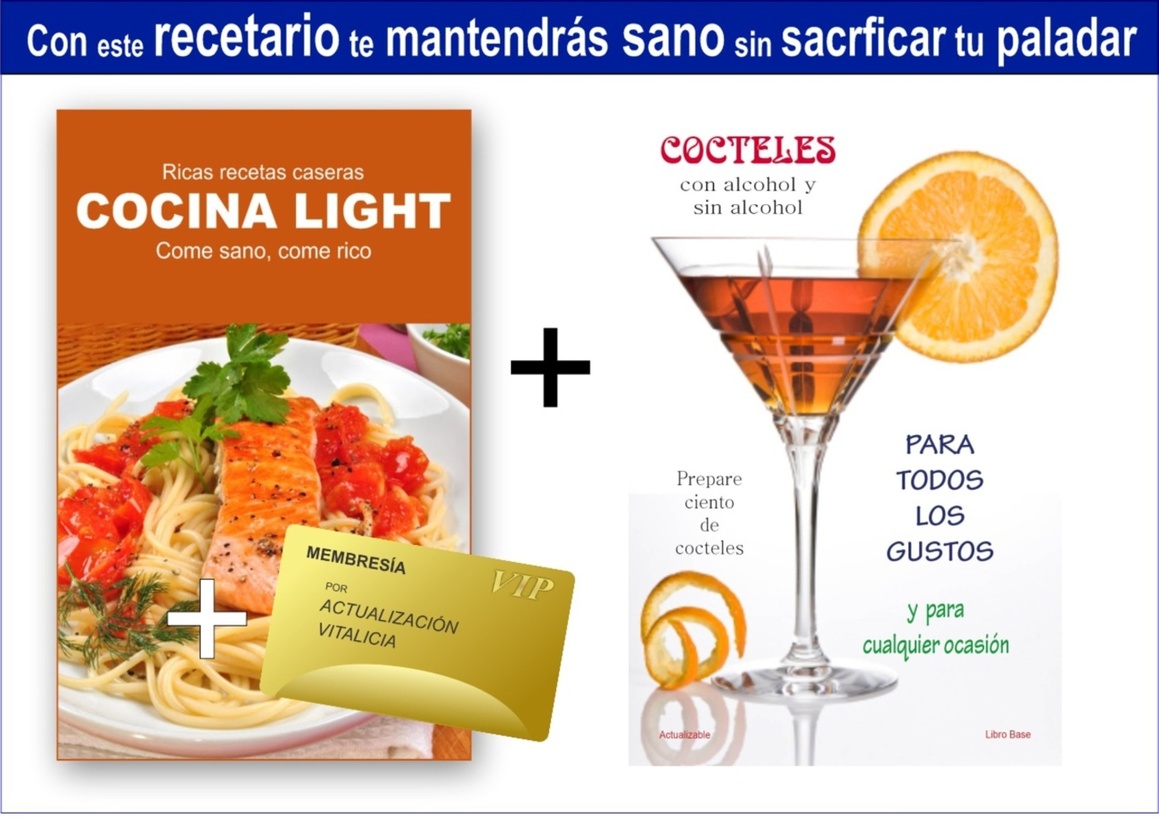 Con este recetario te mantendrás sano sin sacrficar tu paladar
Ricas recetas caseras
COCINA LIGHT
Come sano, come rico
MEMBRESÍA
VIP
POR
ACTUALIZACIÓN
VITALICIA
COCTELES
con alcohol y
sin alcohol
Prepare
ciento
de
cocteles
PARA
TODOS
LOS
GUSTOS
y para
cualquier ocasión
Actualizable
Libro Base